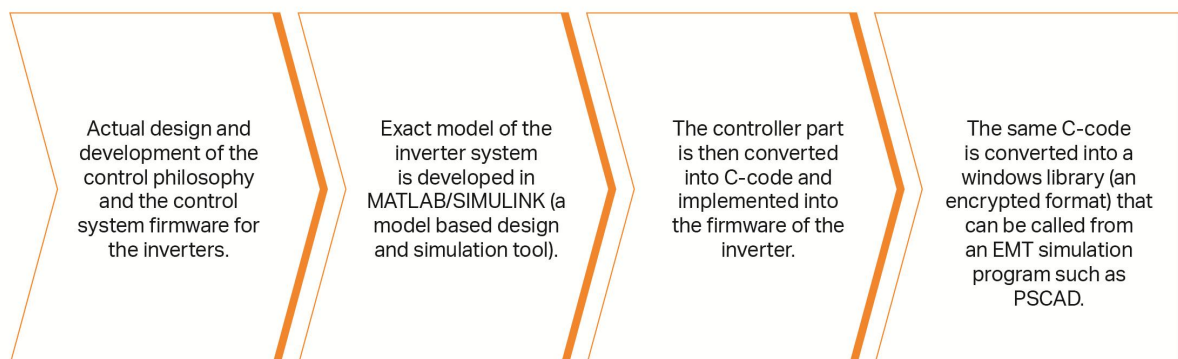 Actual design and
development of the
control philosophy
and the control
system firmware for
the inverters.
Exact model of the
inverter system
is developed in
MATLAB/SIMULINK (a
model based design
and simulation tool).
The controller part
is then converted
into C-code and
implemented into
the firmware of the
inverter.
The same C-code
is converted into a
windows library (an
encrypted format) that
can be called from
an EMT simulation
program such as
PSCAD.